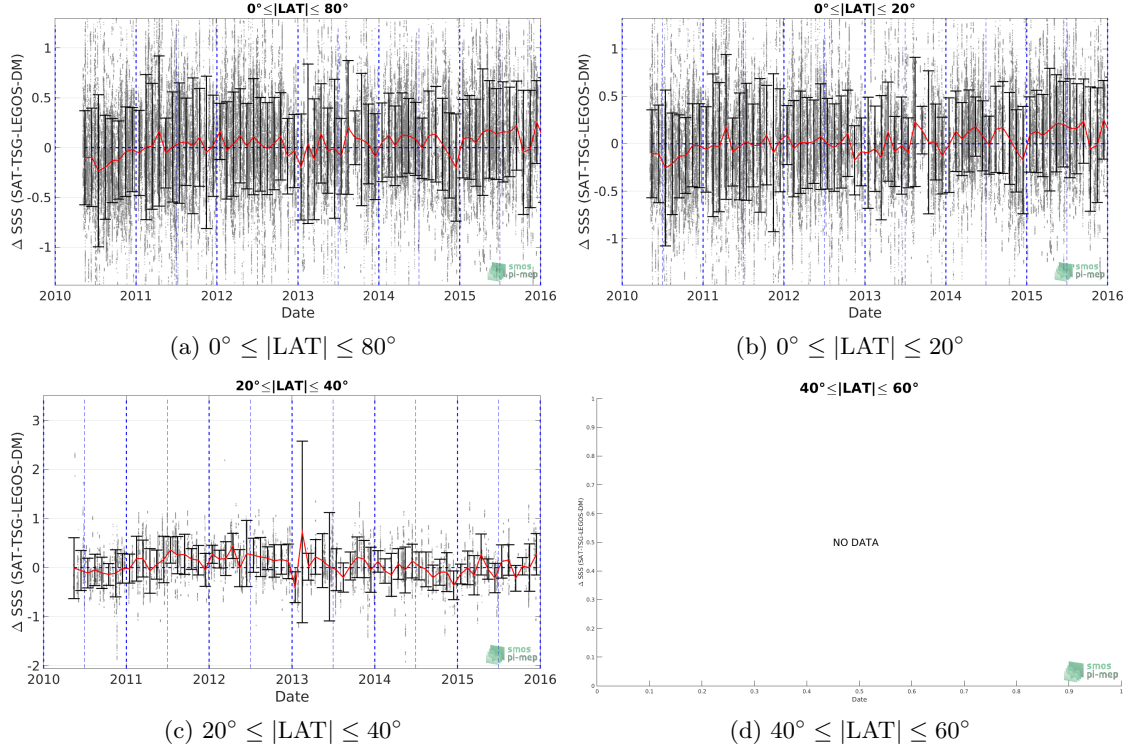 0°≤|LAT|≤ 80°
Δ SSS (SAT-TSG-LEGOS-DM)
1
0.5
0
-0.5
-1
2010 2011 2012 2013 2014 2015 2016
Date
smos
pi-mep
(a) 0° ≤ |LAT| ≤ 80°
0°≤|LAT|≤ 20°
Δ SSS (SAT-TSG-LEGOS-DM)
1
0.5
0
-0.5
-1
2010 2011 2012 2013 2014 2015 2016
Date
smos
pi-mep
(b) 0° ≤ |LAT| ≤ 20°
20°≤|LAT|≤ 40°
Δ SSS (SAT-TSG-LEGOS-DM)
3
2
1
0
-1
-2
2010 2011 2012 2013 2014 2015 2016
Date
smos
pi-mep
(c) 20° ≤ |LAT| ≤ 40°
40°≤|LAT|≤ 60°
Δ SSS (SAT-TSG-LEGOS-DM)
1
0.9
0.8
0.7
0.6
0.5
0.4
0.3
0.2
0.1
0
NO DATA
0 0.1 0.2 0.3 0.4 0.5 0.6 0.7 0.8 0.9 1
Date
smos
pi-mep
(d) 40° ≤ |LAT| ≤ 60°